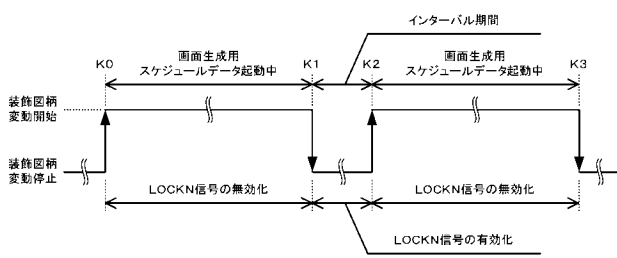 インターバル期間
K0
画面生成用
スケジュールデータ起動中
K1
K2
画面生成用
スケジュールデータ起動中
K3
装飾図柄
変動開始
装飾図柄
変動停止
LOCKN信号の無効化
LOCKN信号の無効化
LOCKN信号の有効化